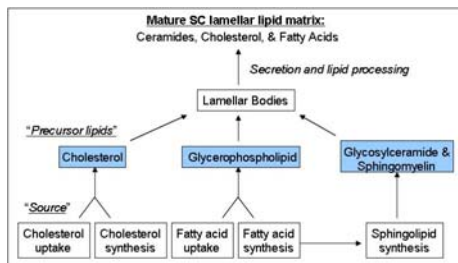 Mature SC lamellar lipid matrix:
Ceramides, Cholesterol, & Fatty Acids
Secretion and lipid processing
Lamellar Bodies
"Precursor lipids"
Cholesterol
Glycerophospholipid
Glycosylceramide &
Sphingomyelin
"Source"
Cholesterol
uptake
Cholesterol
synthesis
Fatty acid
uptake
Fatty acid
synthesis
Sphingolipid
synthesis